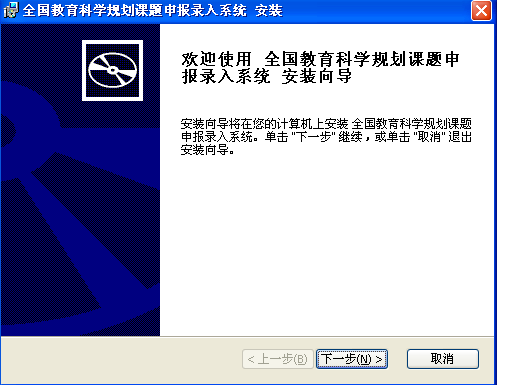 全国教育科学规划课题申报录入系统 安装
欢迎使用 全国教育科学规划课题申
报录入系统 安装向导
安装向导将在您的计算机上安装 全国教育科学规划课题
申报录入系统。单击 "下一步" 继续，或单击 "取消" 退出
安装向导。
< 上一步(B)
下一步(N) >
取消